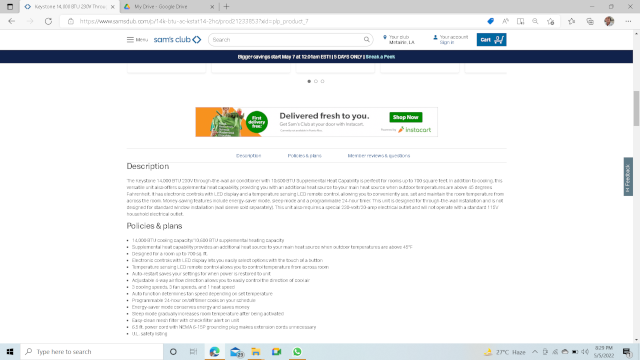 Keystone 14,000 BTU 230V Throug
My Drive - Google Drive
https://www.samsclub.com/p/14k-btu-ac
Menu
sam's club
Search
Your club
Metairie, LA
Your account
Sign in
Cart
Bigger savings start May 7 at 12:01am EST! | 5 DAYS ONLY | Sneak a Peek
First delivery free!
Delivered fresh to you.
Get Sam's Club at your door with Instacart.
Shop Now
instacart
Description
Policies & plans
Member reviews & questions
Feedback
Description
The Keystone 14,000 BTU 230V through-the-wall air conditioner with 10,600 BTU Supplemental Heat Capability is perfect for rooms up to 700 square feet. In addition to cooling, this
versatile unit also offers supplemental heat capability, providing you with an additional heat source to your main heat source when outdoor temperatures are above 45 degrees
Fahrenheit. It has electronic controls with LED display and a temperature sensing LCD remote control, allowing you to conveniently use, set and maintain the room temperature from
across the room. Money-saving features include energy-saver mode, sleep mode and a programmable 24-hour timer. This unit is designed for through-the-wall installation and is not
designed for standard window installation (wall sleeve sold separately). This unit also requires a special 230-volt/20-amp electrical outlet and will not operate with a standard 115V
household electrical outlet.
Policies & plans
14,000 BTU cooling capacity/10,600 BTU supplemental heating capacity
Supplemental heat capability provides an additional heat source to your main heat source when outdoor temperatures are above 45°F
Designed for a room up to 700 sq. ft.
Electronic controls with LED display lets you easily select options with the touch of a button
Temperature sensing LCD remote control allows you to control temperature from across room
Auto-restart saves your settings for when power is restored to unit
Adjustable 4-way air flow direction allows you to easily control the direction of cool air
3 cooling speeds, 3 fan speeds, and 1 heat speed
Auto function determines fan speed depending on set temperature
Programmable 24-hour on/off timer cools on your schedule
Energy-saver mode conserves energy and saves money
Sleep mode gradually increases room temperature after being activated
Easy-clean mesh filter with check filter alert on unit
6.5 ft. power cord with NEMA 6-15P grounding plug makes extension cords unnecessary
UL, safety listing
Type here to search
27°C Haze
4:20 PM
5/5/2022